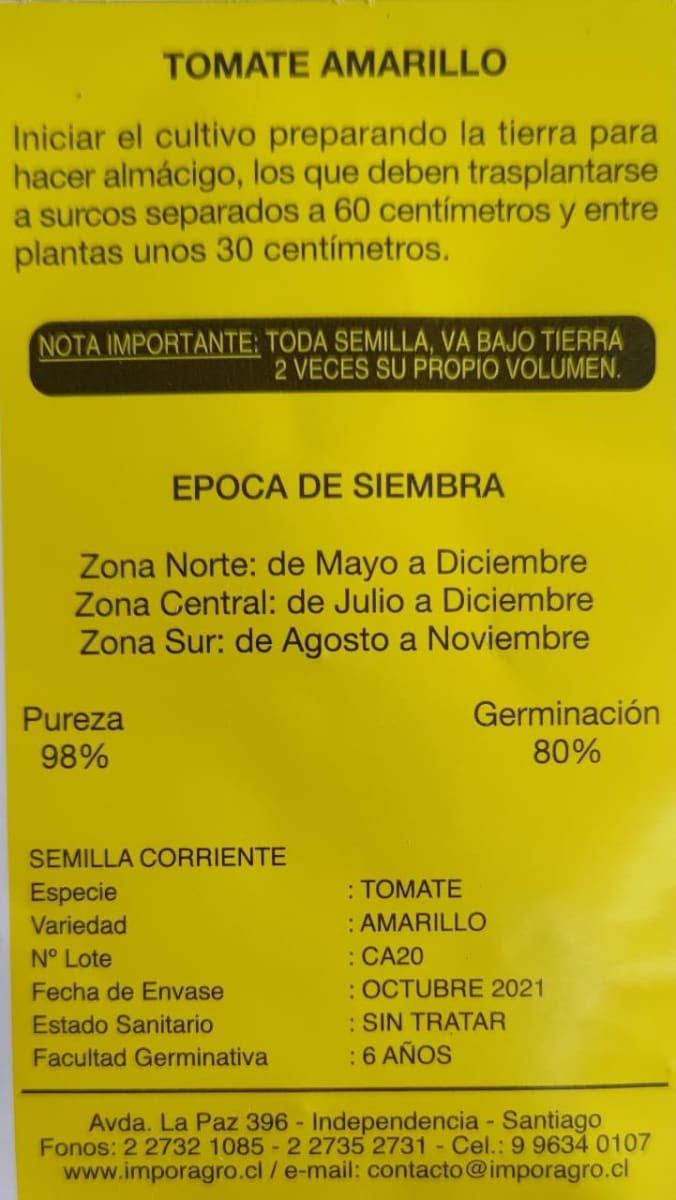 TOMATE AMARILLO
Iniciar el cultivo preparando la tierra para
hacer almácigo, los que deben trasplantarse
a surcos separados a 60 centímetros y entre
plantas unos 30 centímetros.
NOTA IMPORTANTE: TODA SEMILLA, VA BAJO TIERRA
2 VECES SU PROPIO VOLUMEN.
EPOCA DE SIEMBRA
Zona Norte: de Mayo a Diciembre
Zona Central: de Julio a Diciembre
Zona Sur: de Agosto a Noviembre
Pureza Germinación
98% 80%
SEMILLA CORRIENTE
Especie : TOMATE
Variedad : AMARILLO
Nº Lote : CA20
Fecha de Envase : OCTUBRE 2021
Estado Sanitario : SIN TRATAR
Facultad Germinativa : 6 AÑOS
Avda. La Paz 396 - Independencia - Santiago
Fonos: 2 2732 1085 - 2 2735 2731 - Cel.: 9 9634 0107
www.imporagro.cl / e-mail: contacto@imporagro.cl